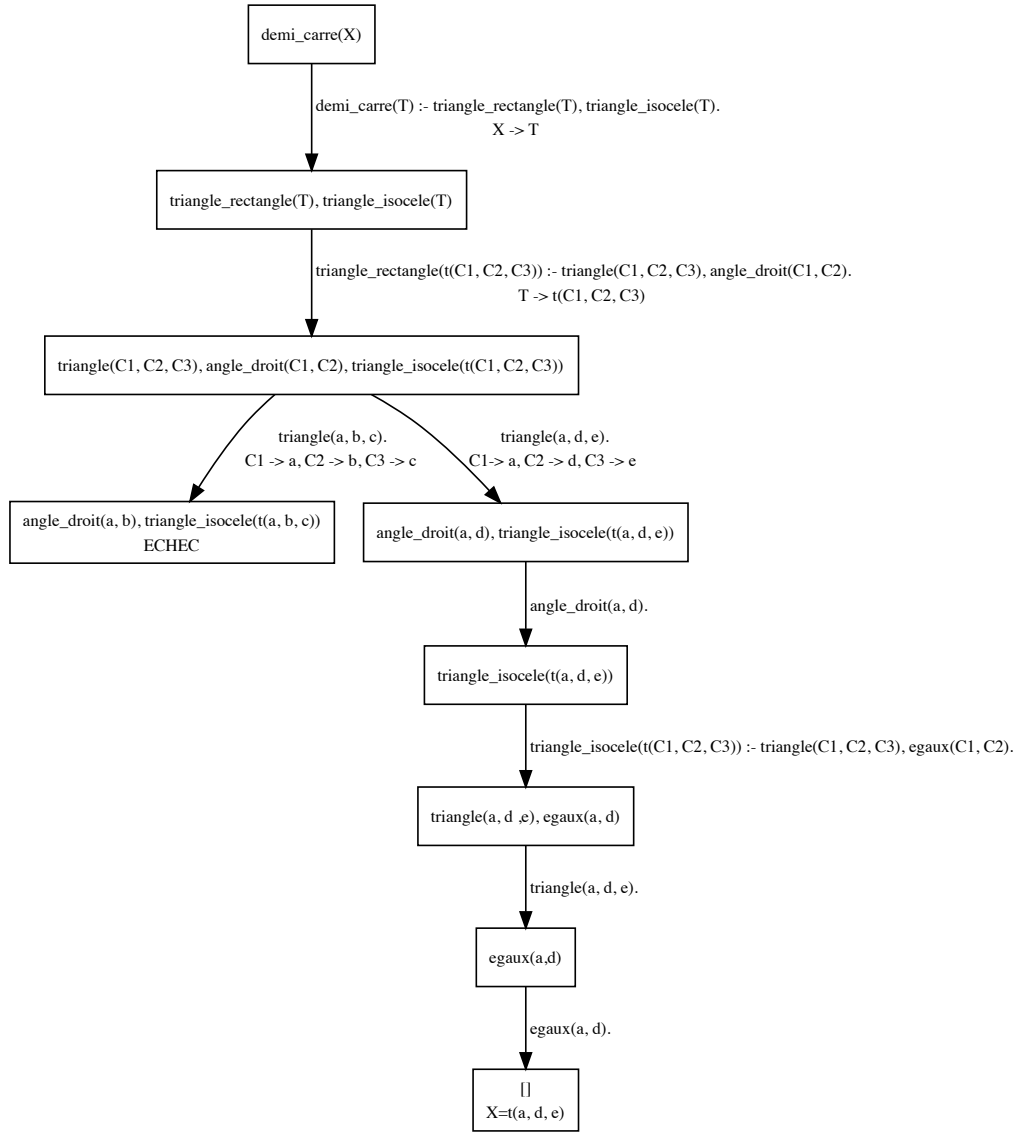 demi_carre(X)
demi_carre(T) :- triangle_rectangle(T), triangle_isocele(T).
X -> T
triangle_rectangle(T), triangle_isocele(T)
triangle_rectangle(t(C1, C2, C3)) :- triangle(C1, C2, C3), angle_droit(C1, C2).
T -> t(C1, C2, C3)
triangle(C1, C2, C3), angle_droit(C1, C2), triangle_isocele(t(C1, C2, C3))
triangle(a, b, c).
C1 -> a, C2 -> b, C3 -> c
triangle(a, d, e).
C1-> a, C2 -> d, C3 -> e
angle_droit(a, b), triangle_isocele(t(a, b, c))
ECHEC
angle_droit(a, d), triangle_isocele(t(a, d, e))
angle_droit(a, d).
triangle_isocele(t(a, d, e))
triangle_isocele(t(C1, C2, C3)) :- triangle(C1, C2, C3), egaux(C1, C2).
triangle(a, d ,e), egaux(a, d)
triangle(a, d, e).
egaux(a,d)
egaux(a, d).
[]
X=t(a, d, e)